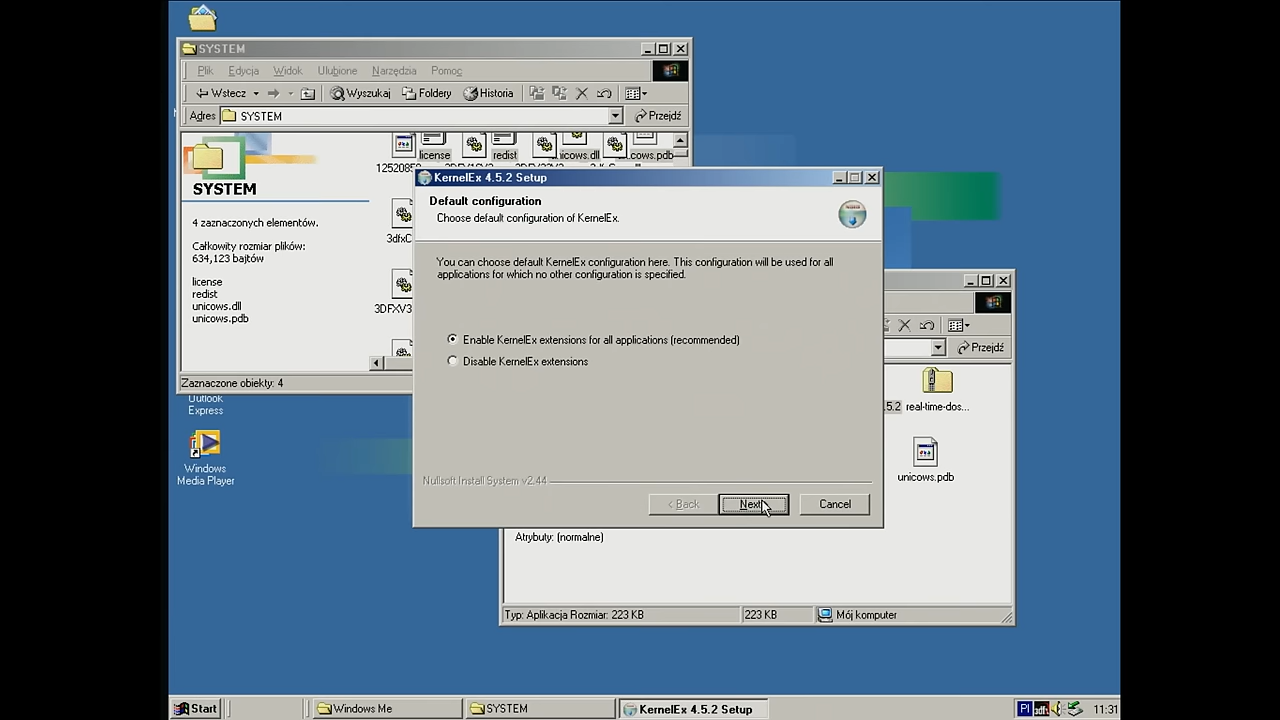 SYSTEM
Plik Edycja Widok Ulubione Narzędzia Pomoc
Wstecz Wyszukaj Foldery Historia
Adres SYSTEM Przejdź
SYSTEM
4 zaznaczonych elementów.
Całkowity rozmiar plików:
634,123 bajtów
license
redist
unicows.dll
unicows.pdb
license redist
Zaznaczone obiekty: 4
KernelEx 4.5.2 Setup
Default configuration
Choose default configuration of KernelEx.
You can choose default KernelEx configuration here. This configuration will be used for all
applications for which no other configuration is specified.
Enable KernelEx extensions for all applications (recommended)
Disable KernelEx extensions
Nullsoft Install System v2.44
< Back Next Cancel
Przejdź
.5.2 real-time-dos...
unicows.pdb
Atrybuty: (normalne)
Typ: Aplikacja Rozmiar: 223 KB 223 KB Mój komputer
Outlook
Express
Windows
Media Player
Start Windows Me SYSTEM KernelEx 4.5.2 Setup Pl 11:31